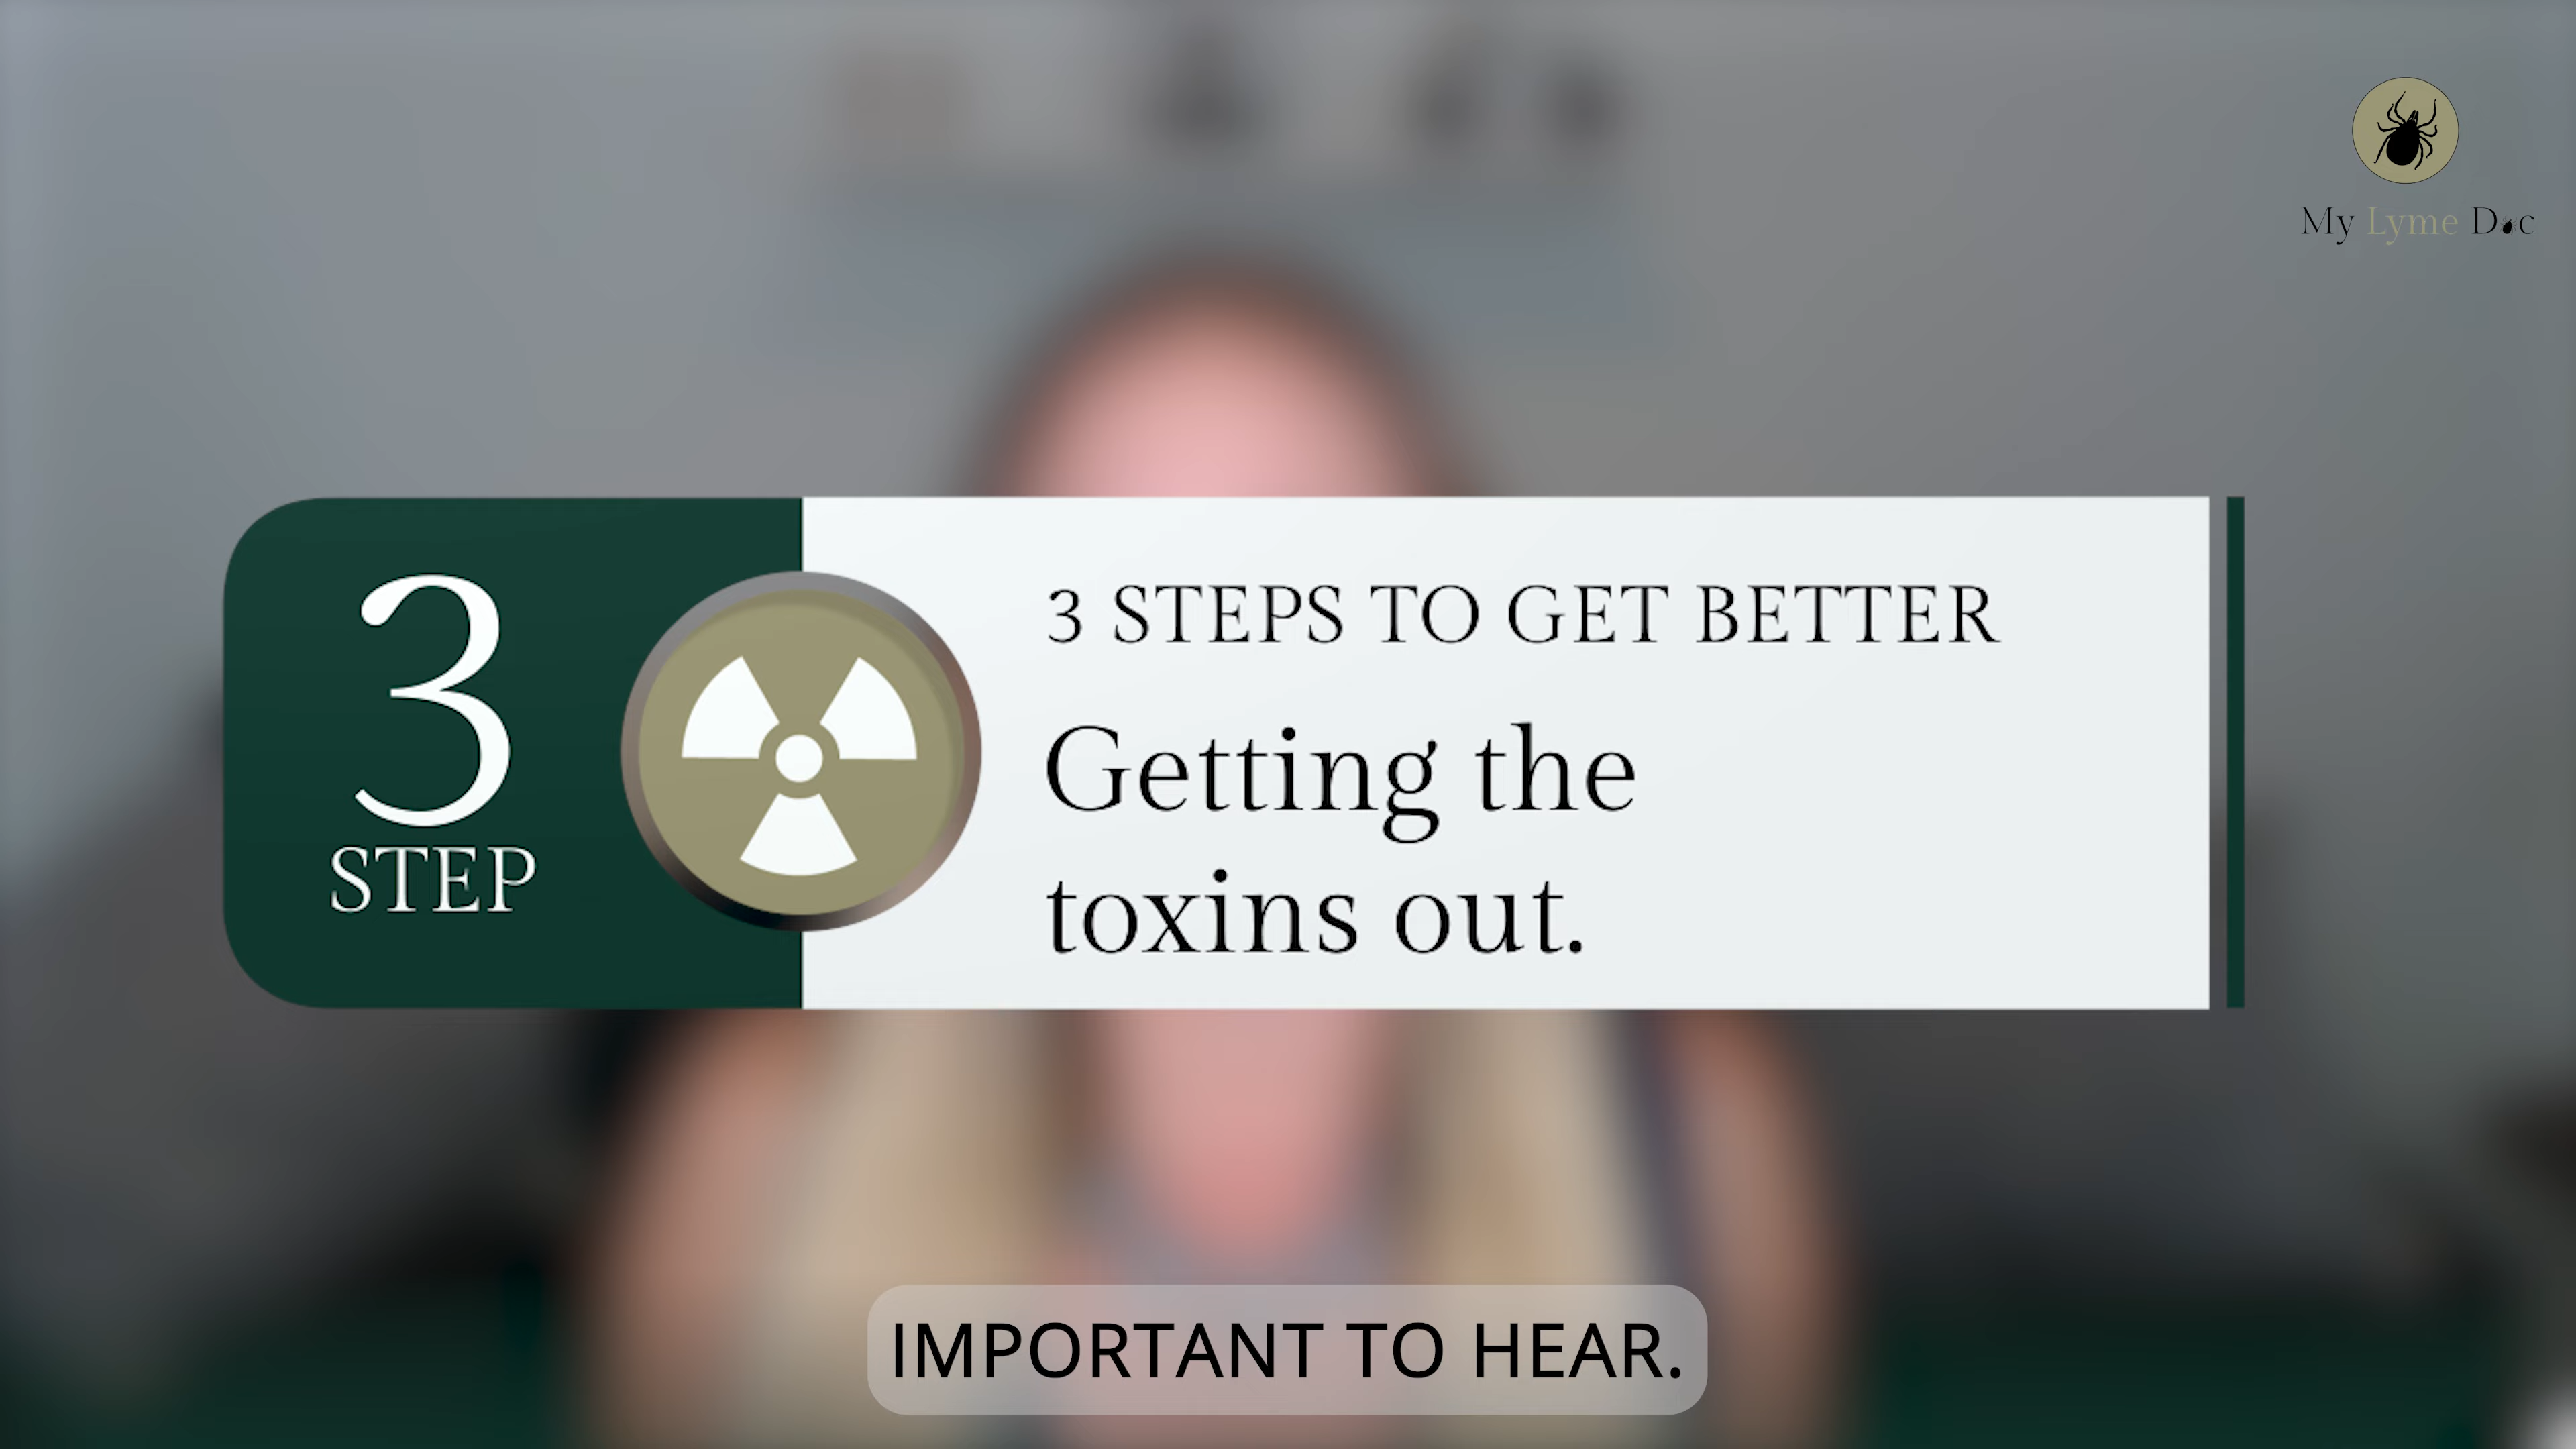 My Lyme Doc
3
STEP
3 STEPS TO GET BETTER
Getting the
toxins out.
IMPORTANT TO HEAR.